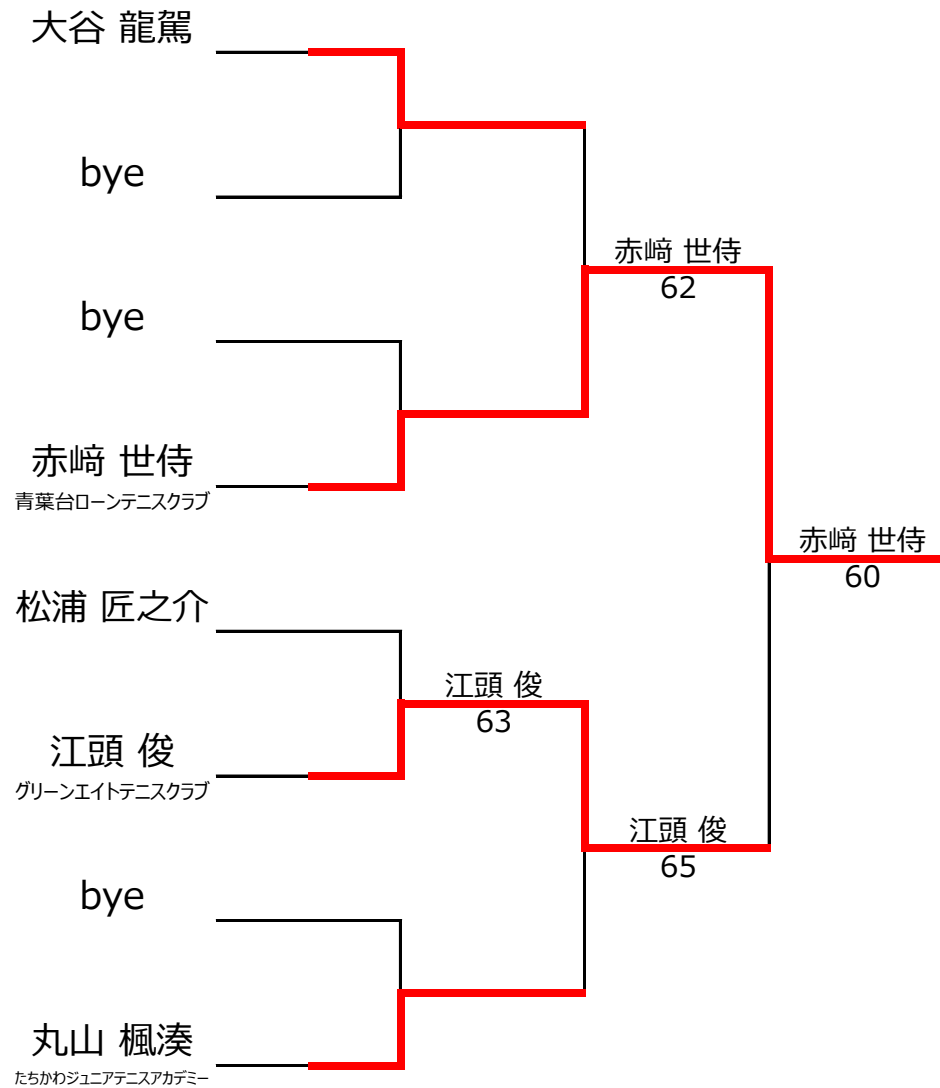 大谷 龍駕
bye
bye
赤﨑 世侍
青葉台ローンテニスクラブ
松浦 匠之介
江頭 俊
グリーンエイトテニスクラブ
bye
丸山 楓湊
たちかわジュニアテニスアカデミー
赤﨑 世侍
62
江頭 俊
63
江頭 俊
65
赤﨑 世侍
60